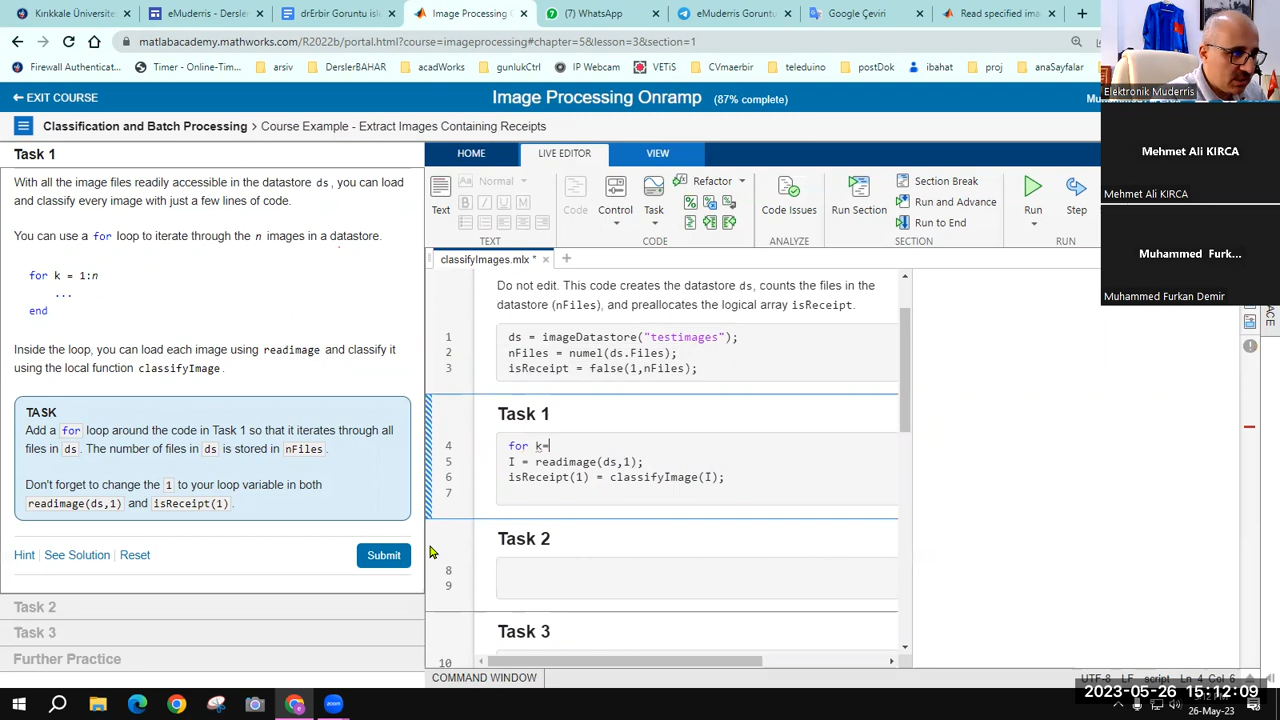 Kırıkkale Üniversitesi
eMuderris - Dersler
drErbir Goruntu isle
Image Processing O
(7) WhatsApp
eMuderris Goruntu
Google Çeviri
Read specified ima
matlabacademy.mathworks.com/R2022b/portal.html?course=imageprocessing#chapter=5&lesson=3&section=1
Firewall Authenticat...
Timer - Online-Tim...
arsiv
DerslerBAHAR
acadWorks
gunlukCtrl
IP Webcam
VETiS
CVmaerbir
teleduino
postDok
ibahat
proj
anaSayfalar
Elektronik Muderris
EXIT COURSE
Image Processing Onramp (87% complete)
Classification and Batch Processing > Course Example - Extract Images Containing Receipts
Mehmet Ali KIRCA
Mehmet Ali KIRCA
Muhammed Furk...
Muhammed Furkan Demir
Task 1
With all the image files readily accessible in the datastore ds, you can load
and classify every image with just a few lines of code.
You can use a for loop to iterate through the n images in a datastore.
for k = 1:n
...
end
Inside the loop, you can load each image using readimage and classify it
using the local function classifyImage.
TASK
Add a for loop around the code in Task 1 so that it iterates through all
files in ds. The number of files in ds is stored in nFiles.
Don't forget to change the 1 to your loop variable in both
readimage(ds,1) and isReceipt(1).
Hint | See Solution | Reset
Submit
Task 2
Task 3
Further Practice
HOME
LIVE EDITOR
VIEW
Text
Normal
B I U M
TEXT
Code
Control
Task
Refactor
CODE
Code Issues
ANALYZE
Run Section
Section Break
Run and Advance
Run to End
SECTION
Run
Step
RUN
classifyImages.mlx *
Do not edit. This code creates the datastore ds, counts the files in the
datastore (nFiles), and preallocates the logical array isReceipt.
1 ds = imageDatastore("testimages");
2 nFiles = numel(ds.Files);
3 isReceipt = false(1,nFiles);
Task 1
4 for k=
5 I = readimage(ds,1);
6 isReceipt(1) = classifyImage(I);
7
Task 2
8
9
Task 3
10
COMMAND WINDOW
UTF-8 LF script Ln 4 Col 6
2023-05-26 15:12:09
26-May-23